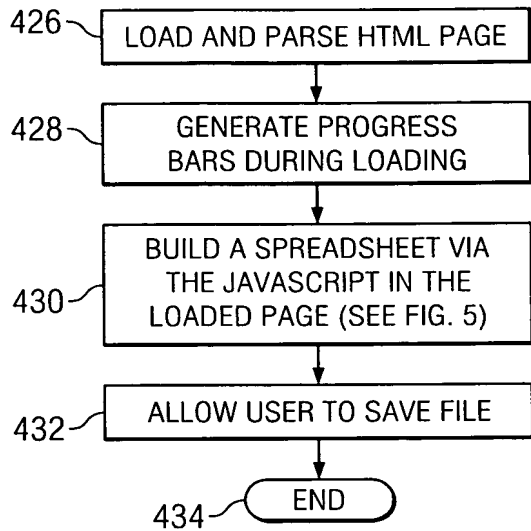 426
LOAD AND PARSE HTML PAGE
428
GENERATE PROGRESS
BARS DURING LOADING
430
BUILD A SPREADSHEET VIA
THE JAVASCRIPT IN THE
LOADED PAGE (SEE FIG. 5)
432
ALLOW USER TO SAVE FILE
434
END